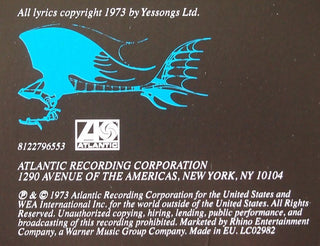 All lyrics copyright 1973 by Yessongs Ltd.
8122796553
ATLANTIC
ATLANTIC RECORDING CORPORATION
1290 AVENUE OF THE AMERICAS, NEW YORK, NY 10104
℗ & © 1973 Atlantic Recording Corporation for the United States and
WEA International Inc. for the world outside of the United States. All Rights
Reserved. Unauthorized copying, hiring, lending, public performance, and
broadcasting of this recording prohibited. Marketed by Rhino Entertainment
Company, a Warner Music Group Company. Made in EU. LC02982